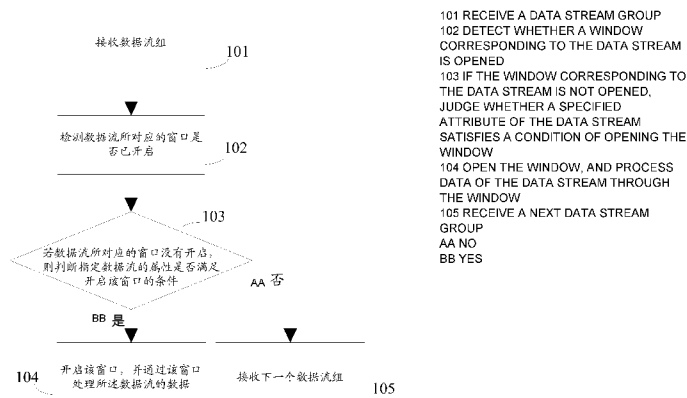 接收数据流组
101
检测数据流所对应的窗口是
否已开启
102
103
若数据流所对应的窗口没有开启,
则判断指定数据流的属性是否满足
开启该窗口的条件
AA 否
BB 是
开启该窗口，并通过该窗口
处理所述数据流的数据
104
接收下一个数据流组
105
101 RECEIVE A DATA STREAM GROUP
102 DETECT WHETHER A WINDOW
CORRESPONDING TO THE DATA STREAM
IS OPENED
103 IF THE WINDOW CORRESPONDING TO
THE DATA STREAM IS NOT OPENED,
JUDGE WHETHER A SPECIFIED
ATTRIBUTE OF THE DATA STREAM
SATISFIES A CONDITION OF OPENING THE
WINDOW
104 OPEN THE WINDOW, AND PROCESS
DATA OF THE DATA STREAM THROUGH
THE WINDOW
105 RECEIVE A NEXT DATA STREAM
GROUP
AA NO
BB YES